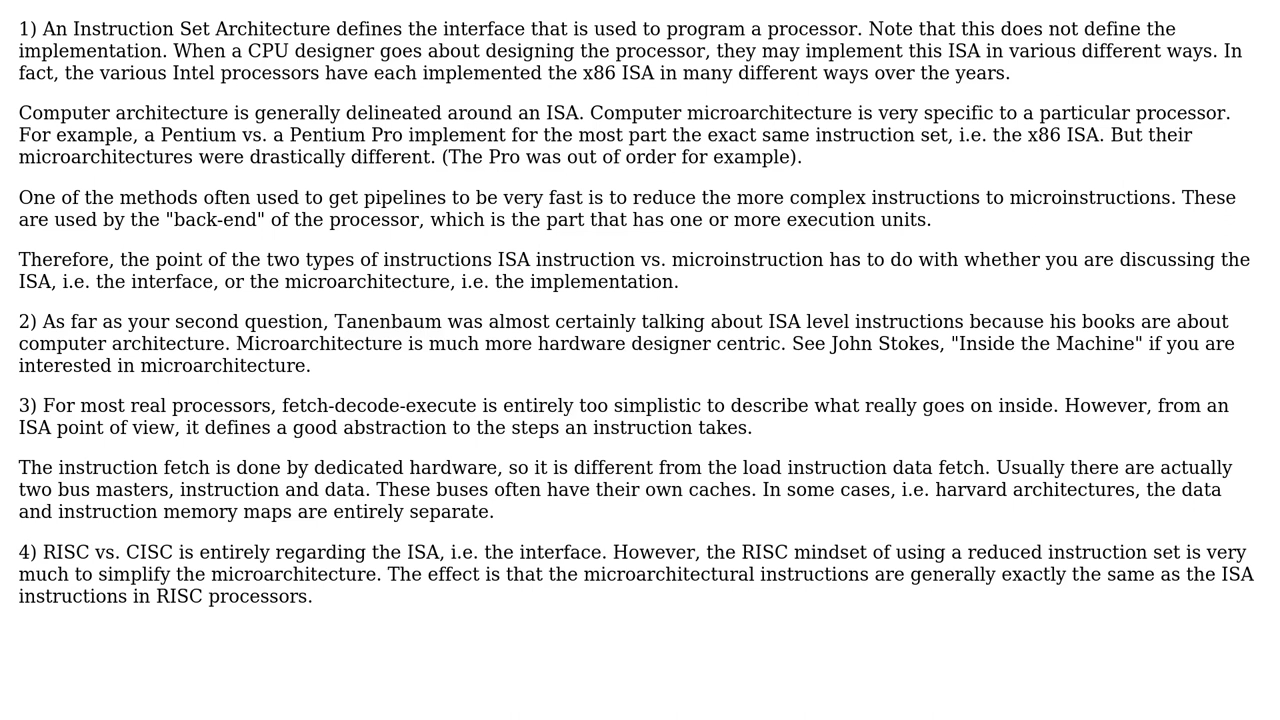 1) An Instruction Set Architecture defines the interface that is used to program a processor. Note that this does not define the
implementation. When a CPU designer goes about designing the processor, they may implement this ISA in various different ways. In
fact, the various Intel processors have each implemented the x86 ISA in many different ways over the years.
Computer architecture is generally delineated around an ISA. Computer microarchitecture is very specific to a particular processor.
For example, a Pentium vs. a Pentium Pro implement for the most part the exact same instruction set, i.e. the x86 ISA. But their
microarchitectures were drastically different. (The Pro was out of order for example).
One of the methods often used to get pipelines to be very fast is to reduce the more complex instructions to microinstructions. These
are used by the "back-end" of the processor, which is the part that has one or more execution units.
Therefore, the point of the two types of instructions ISA instruction vs. microinstruction has to do with whether you are discussing the
ISA, i.e. the interface, or the microarchitecture, i.e. the implementation.
2) As far as your second question, Tanenbaum was almost certainly talking about ISA level instructions because his books are about
computer architecture. Microarchitecture is much more hardware designer centric. See John Stokes, "Inside the Machine" if you are
interested in microarchitecture.
3) For most real processors, fetch-decode-execute is entirely too simplistic to describe what really goes on inside. However, from an
ISA point of view, it defines a good abstraction to the steps an instruction takes.
The instruction fetch is done by dedicated hardware, so it is different from the load instruction data fetch. Usually there are actually
two bus masters, instruction and data. These buses often have their own caches. In some cases, i.e. harvard architectures, the data
and instruction memory maps are entirely separate.
4) RISC vs. CISC is entirely regarding the ISA, i.e. the interface. However, the RISC mindset of using a reduced instruction set is very
much to simplify the microarchitecture. The effect is that the microarchitectural instructions are generally exactly the same as the ISA
instructions in RISC processors.